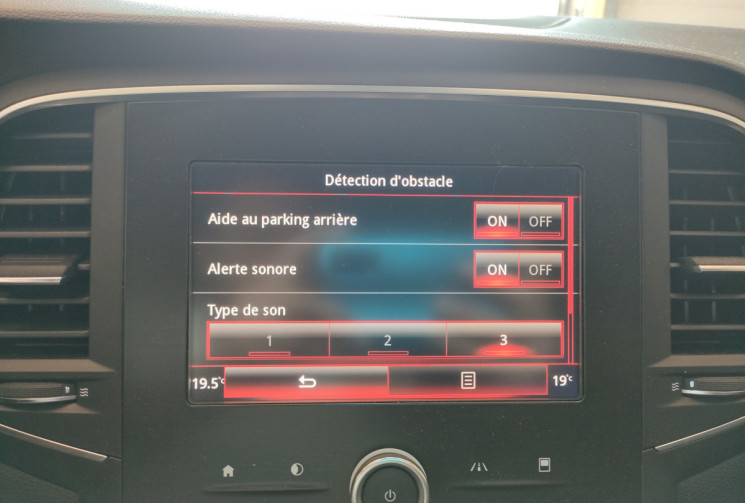 Détection d'obstacle
Aide au parking arrière ON OFF
Alerte sonore ON OFF
Type de son
1 2 3
19.5°c 19°c